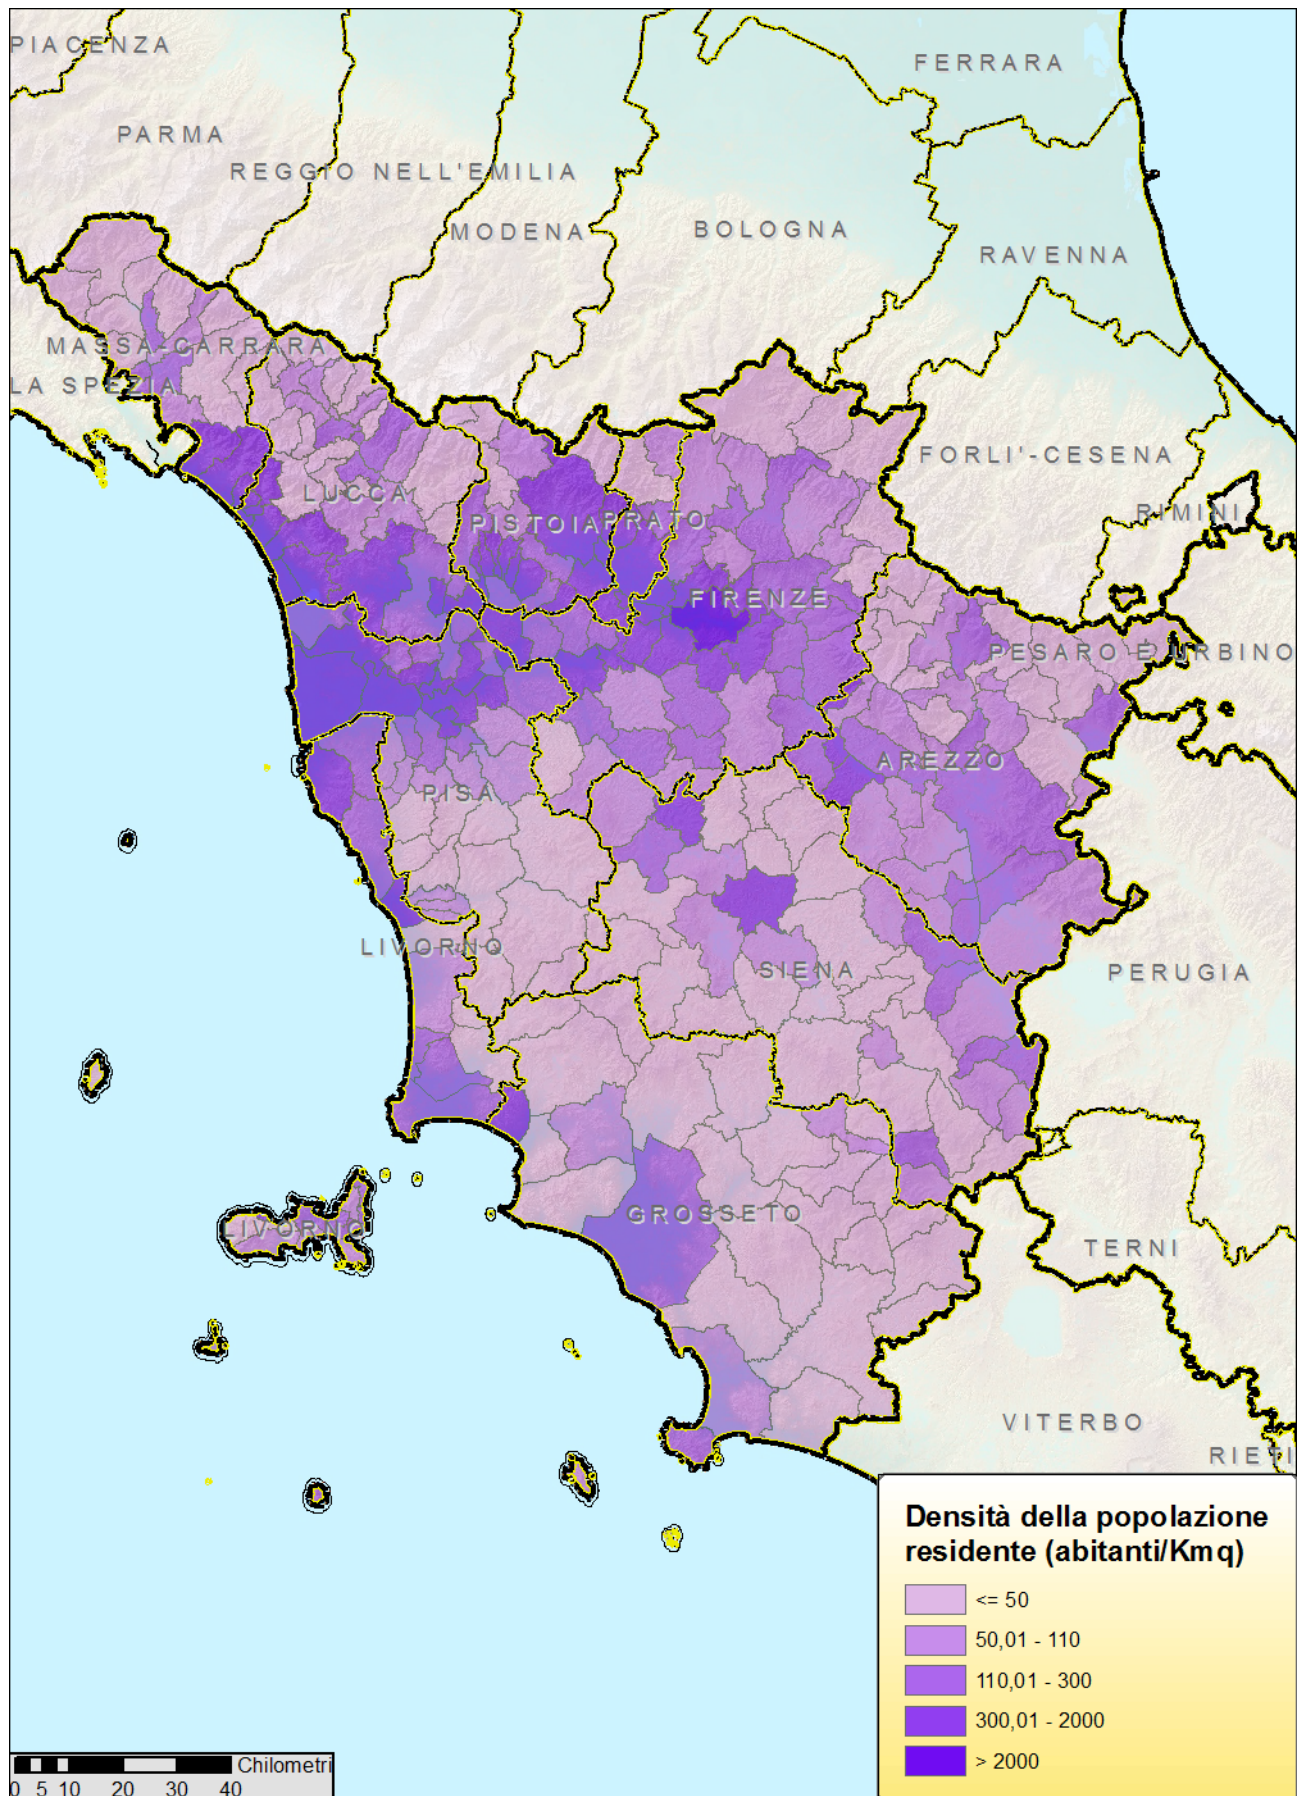 PIACENZA
FERRARA
PARMA
REGGIO NELL'EMILIA
MODENA
BOLOGNA
RAVENNA
MASSA-CARRARA
LA SPEZIA
FORLI'-CESENA
LUCCA
RIMINI
PISTOIA
PRATO
FIRENZE
PESARO E URBINO
AREZZO
PISA
LIVORNO
SIENA
PERUGIA
GROSSETO
LIVORNO
TERNI
VITERBO
RIETI
Densità della popolazione
residente (abitanti/Kmq)
<= 50
50,01 - 110
110,01 - 300
300,01 - 2000
> 2000
Chilometri
0 5 10 20 30 40